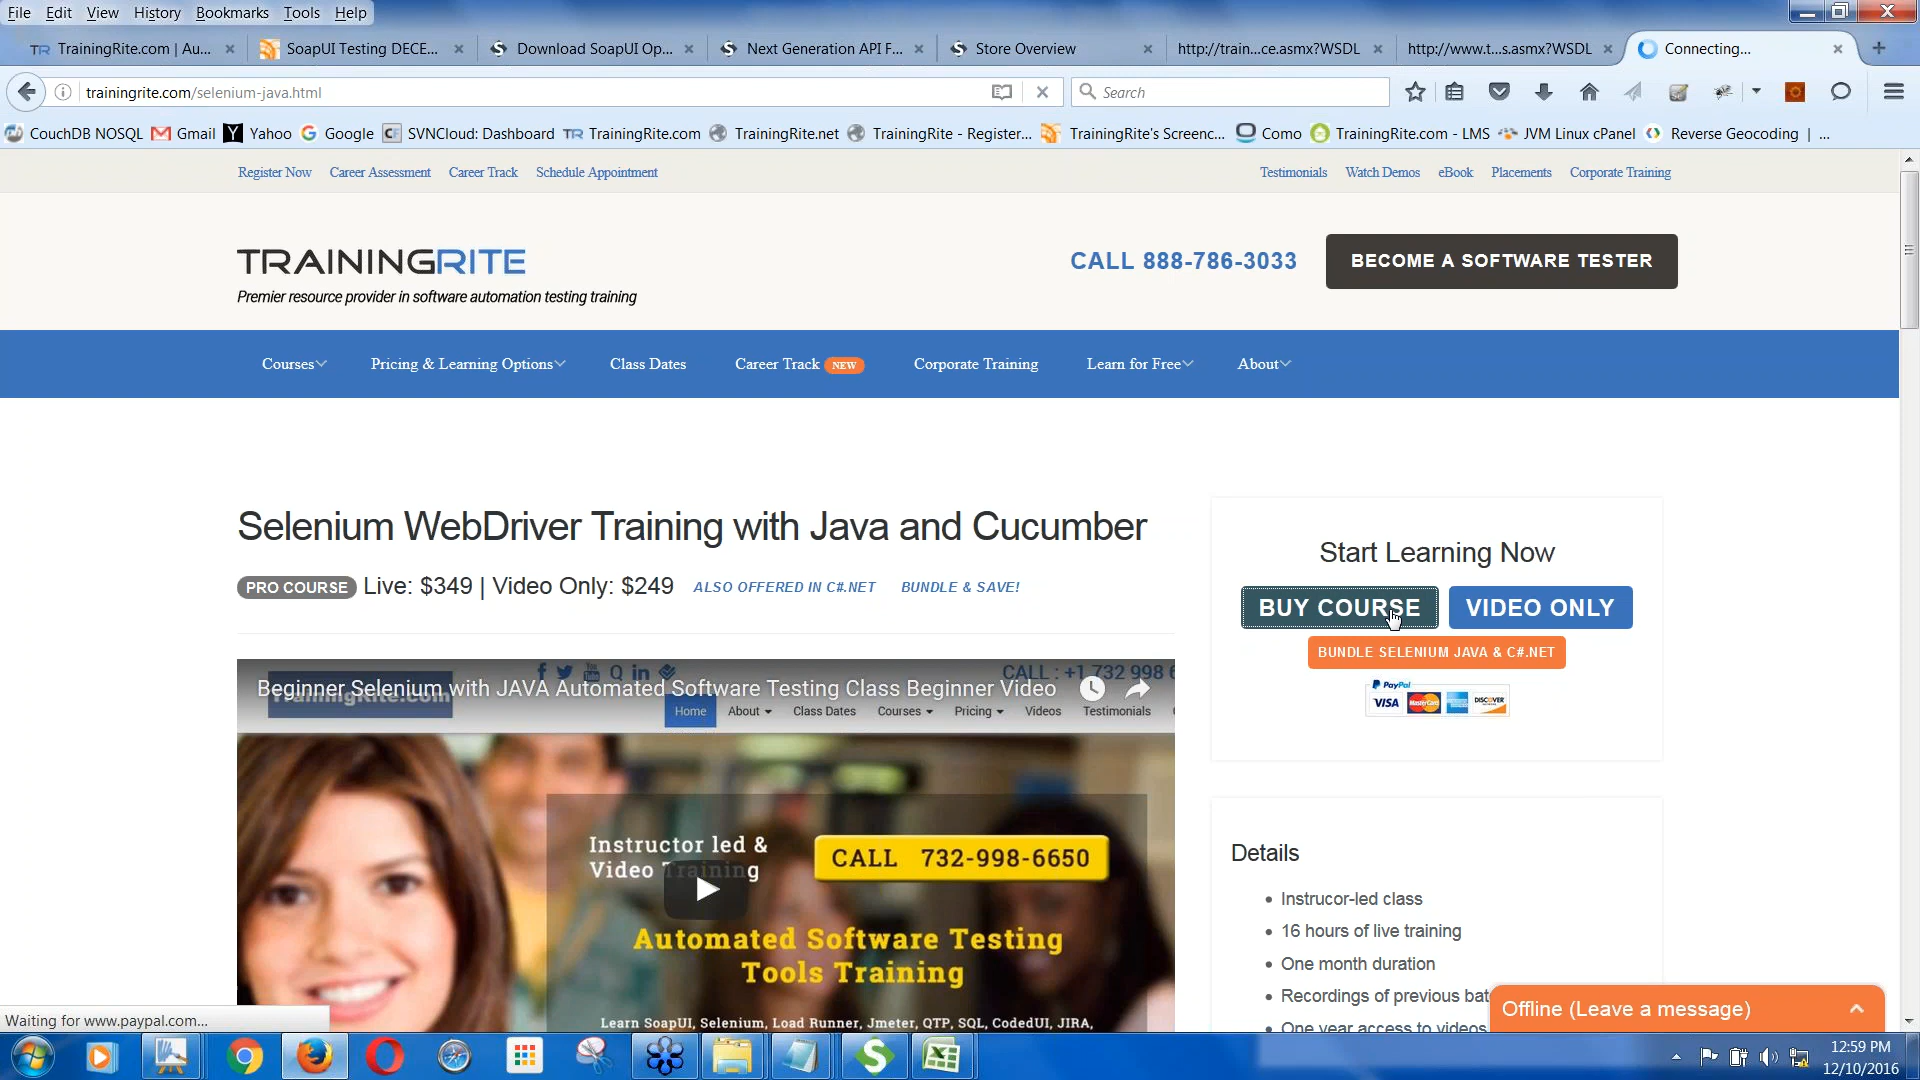 File Edit View History Bookmarks Tools Help
TR TrainingRite.com | Au... SoapUI Testing DECE... Download SoapUI Op... Next Generation API F... Store Overview http://train...ce.asmx?WSDL http://www.t...s.asmx?WSDL Connecting...
trainingrite.com/selenium-java.html Search
CouchDB NOSQL Gmail Yahoo Google SVNCloud: Dashboard TR TrainingRite.com TrainingRite.net TrainingRite - Register... TrainingRite's Screenc... Como TrainingRite.com - LMS JVM Linux cPanel Reverse Geocoding | ...
Register Now Career Assessment Career Track Schedule Appointment Testimonials Watch Demos eBook Placements Corporate Training
TRAININGRITE
CALL 888-786-3033 BECOME A SOFTWARE TESTER
Premier resource provider in software automation testing training
Courses Pricing & Learning Options Class Dates Career Track NEW Corporate Training Learn for Free About
Selenium WebDriver Training with Java and Cucumber
PRO COURSE Live: $349 | Video Only: $249 ALSO OFFERED IN C#.NET BUNDLE & SAVE!
Start Learning Now
BUY COURSE VIDEO ONLY
BUNDLE SELENIUM JAVA & C#.NET
PayPal
VISA MasterCard DISCOVER
CALL : +1 732 998 6
Beginner Selenium with JAVA Automated Software Testing Class Beginner Video
TrainingRite.com
Home About Class Dates Courses Pricing Videos Testimonials
Instructor led &
Video Training
CALL 732-998-6650
Automated Software Testing
Tools Training
Learn SoapUI, Selenium, Load Runner, Jmeter, QTP, SQL, CodedUI, JIRA,
Details
Instrucor-led class
16 hours of live training
One month duration
Recordings of previous bat
One year access to videos
Offline (Leave a message)
Waiting for www.paypal.com...
12:59 PM
12/10/2016